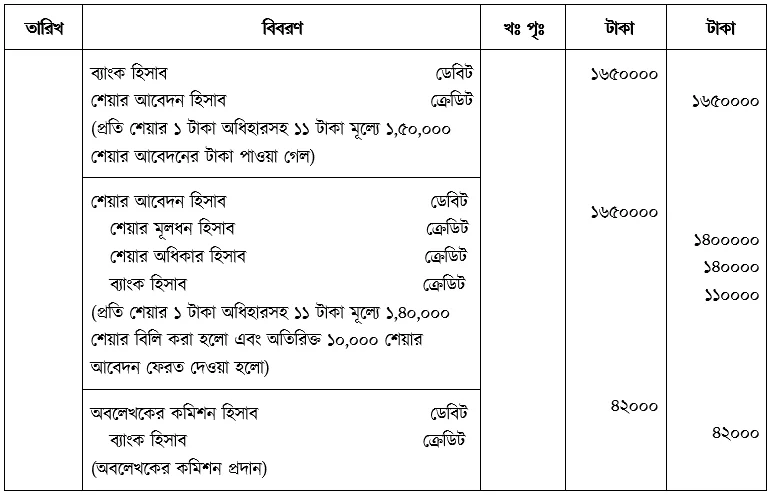 তারিখ বিবরণ খঃ পৃঃ টাকা টাকা
ব্যাংক হিসাব ডেবিট ১৬৫০০০০
শেয়ার আবেদন হিসাব ক্রেডিট ১৬৫০০০০
(প্রতি শেয়ার ১ টাকা অধিহারসহ ১১ টাকা মূল্যে ১,৫০,০০০
শেয়ার আবেদনের টাকা পাওয়া গেল)
শেয়ার আবেদন হিসাব ডেবিট ১৬৫০০০০
শেয়ার মূলধন হিসাব ক্রেডিট ১৪০০০০০
শেয়ার অধিকার হিসাব ক্রেডিট ১৪০০০০
ব্যাংক হিসাব ক্রেডিট ১১০০০০
(প্রতি শেয়ার ১ টাকা অধিহারসহ ১১ টাকা মূল্যে ১,৪০,০০০
শেয়ার বিলি করা হলো এবং অতিরিক্ত ১০,০০০ শেয়ার
আবেদন ফেরত দেওয়া হলো)
অবলেখকের কমিশন হিসাব ডেবিট ৪২০০০
ব্যাংক হিসাব ক্রেডিট ৪২০০০
(অবলেখকের কমিশন প্রদান)